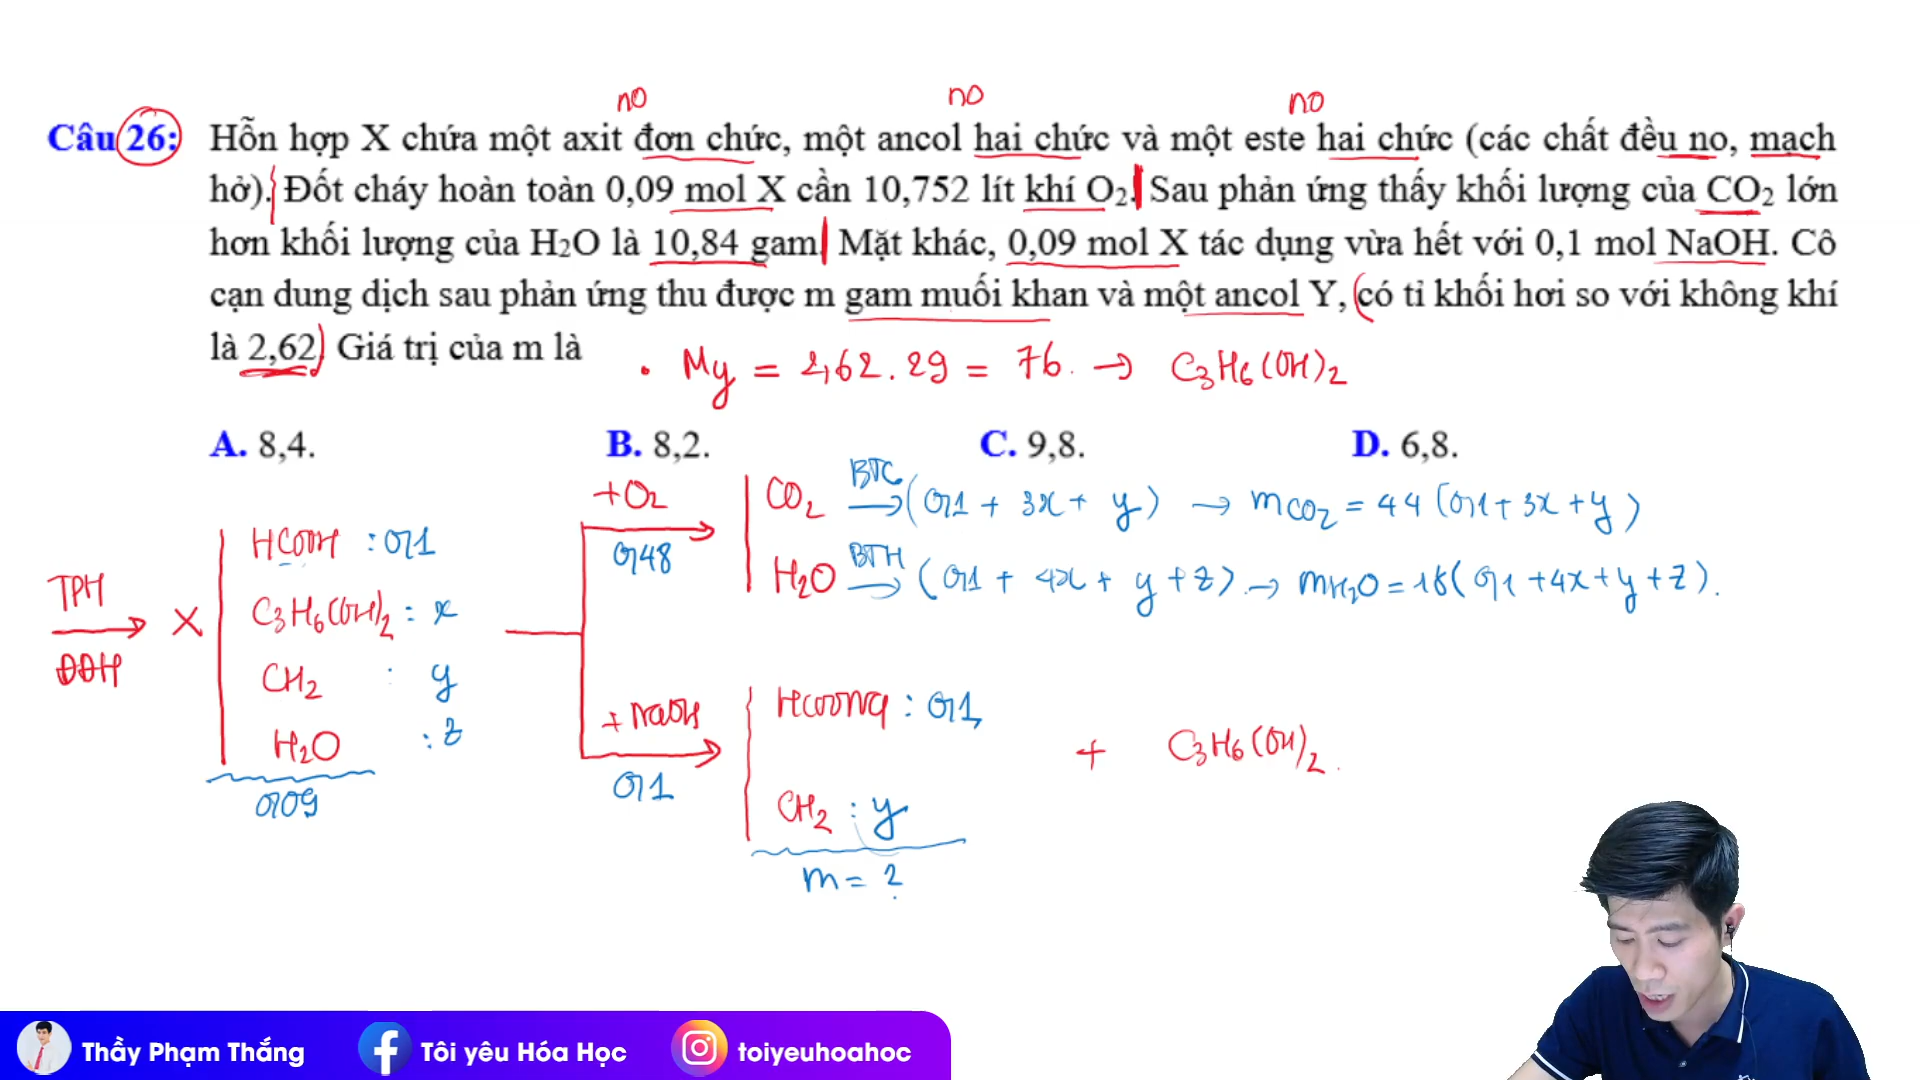 no no no
Câu 26: Hỗn hợp X chứa một axit đơn chức, một ancol hai chức và một este hai chức (các chất đều no, mạch
hở). Đốt cháy hoàn toàn 0,09 mol X cần 10,752 lít khí O₂. Sau phản ứng thấy khối lượng của CO₂ lớn
hơn khối lượng của H₂O là 10,84 gam. Mặt khác, 0,09 mol X tác dụng vừa hết với 0,1 mol NaOH. Cô
cạn dung dịch sau phản ứng thu được m gam muối khan và một ancol Y, có tỉ khối hơi so với không khí
là 2,62. Giá trị của m là
• My = 2,62.29 = 76. → C₃H₆(OH)₂
A. 8,4. B. 8,2. C. 9,8. D. 6,8.
+O₂
0,48
CO₂ BTC → (0,1 + 3x + y) → mCO₂ = 44(0,1+3x+y)
H₂O BTH → (0,1 + 4x + y + z). → mH₂O = 18(0,1+4x+y+z).
TPH
ĐĐH
→ X
HCOOH : 0,1
C₃H₆(OH)₂ : x
CH₂ : y
H₂O : z
0,09
+ NaOH
0,1
HCOONa : 0,1
CH₂ : y
+ C₃H₆(OH)₂.
m = ?
Thầy Phạm Thắng Tôi yêu Hóa Học toiyeuhoahoc